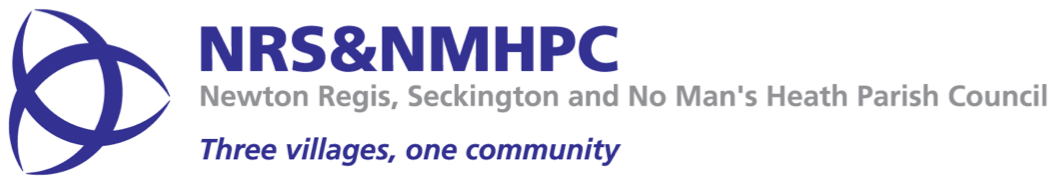 NRS&NMHPC
Newton Regis, Seckington and No Man's Heath Parish Council
Three villages, one community